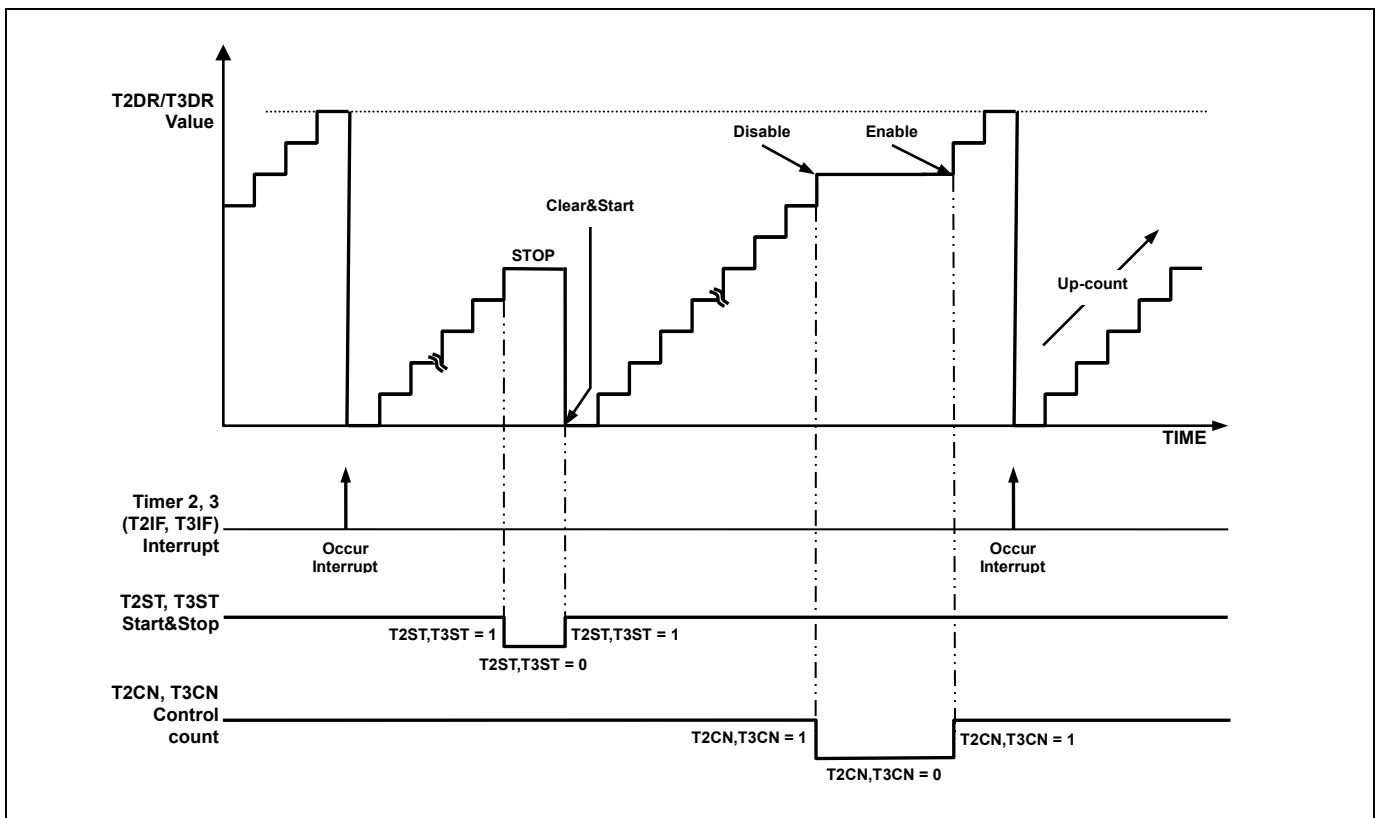 T2DR/T3DR
Value
Disable
Enable
Clear&Start
STOP
Up-count
TIME
Timer 2, 3
(T2IF, T3IF)
Interrupt
Occur
Interrupt
Occur
Interrupt
T2ST, T3ST
Start&Stop
T2ST,T3ST = 1
T2ST,T3ST = 1
T2ST,T3ST = 0
T2CN, T3CN
Control
count
T2CN,T3CN = 1
T2CN,T3CN = 1
T2CN,T3CN = 0